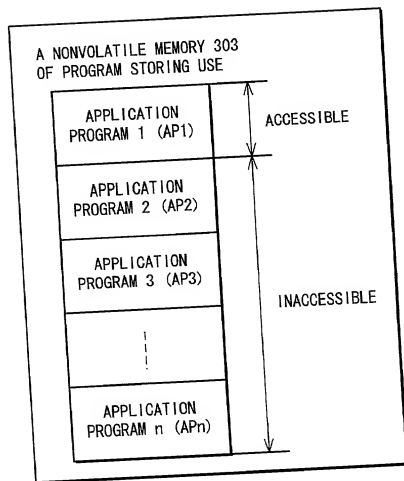 A NONVOLATILE MEMORY 303
OF PROGRAM STORING USE
APPLICATION
PROGRAM 1 (AP1)
ACCESSIBLE
APPLICATION
PROGRAM 2 (AP2)
APPLICATION
PROGRAM 3 (AP3)
INACCESSIBLE
APPLICATION
PROGRAM n (APn)